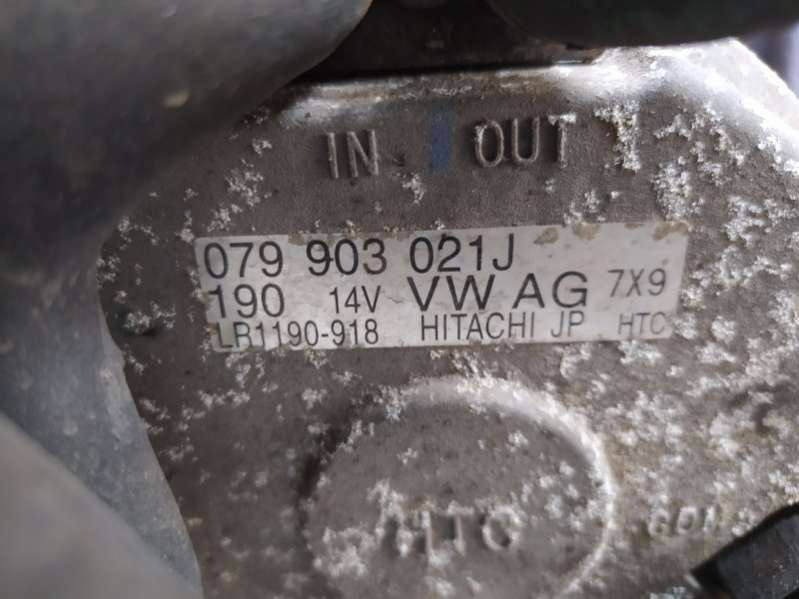 IN OUT
079 903 021J
190 14V VW AG 7X9
LR1190-918 HITACHI JP HTC
HTC